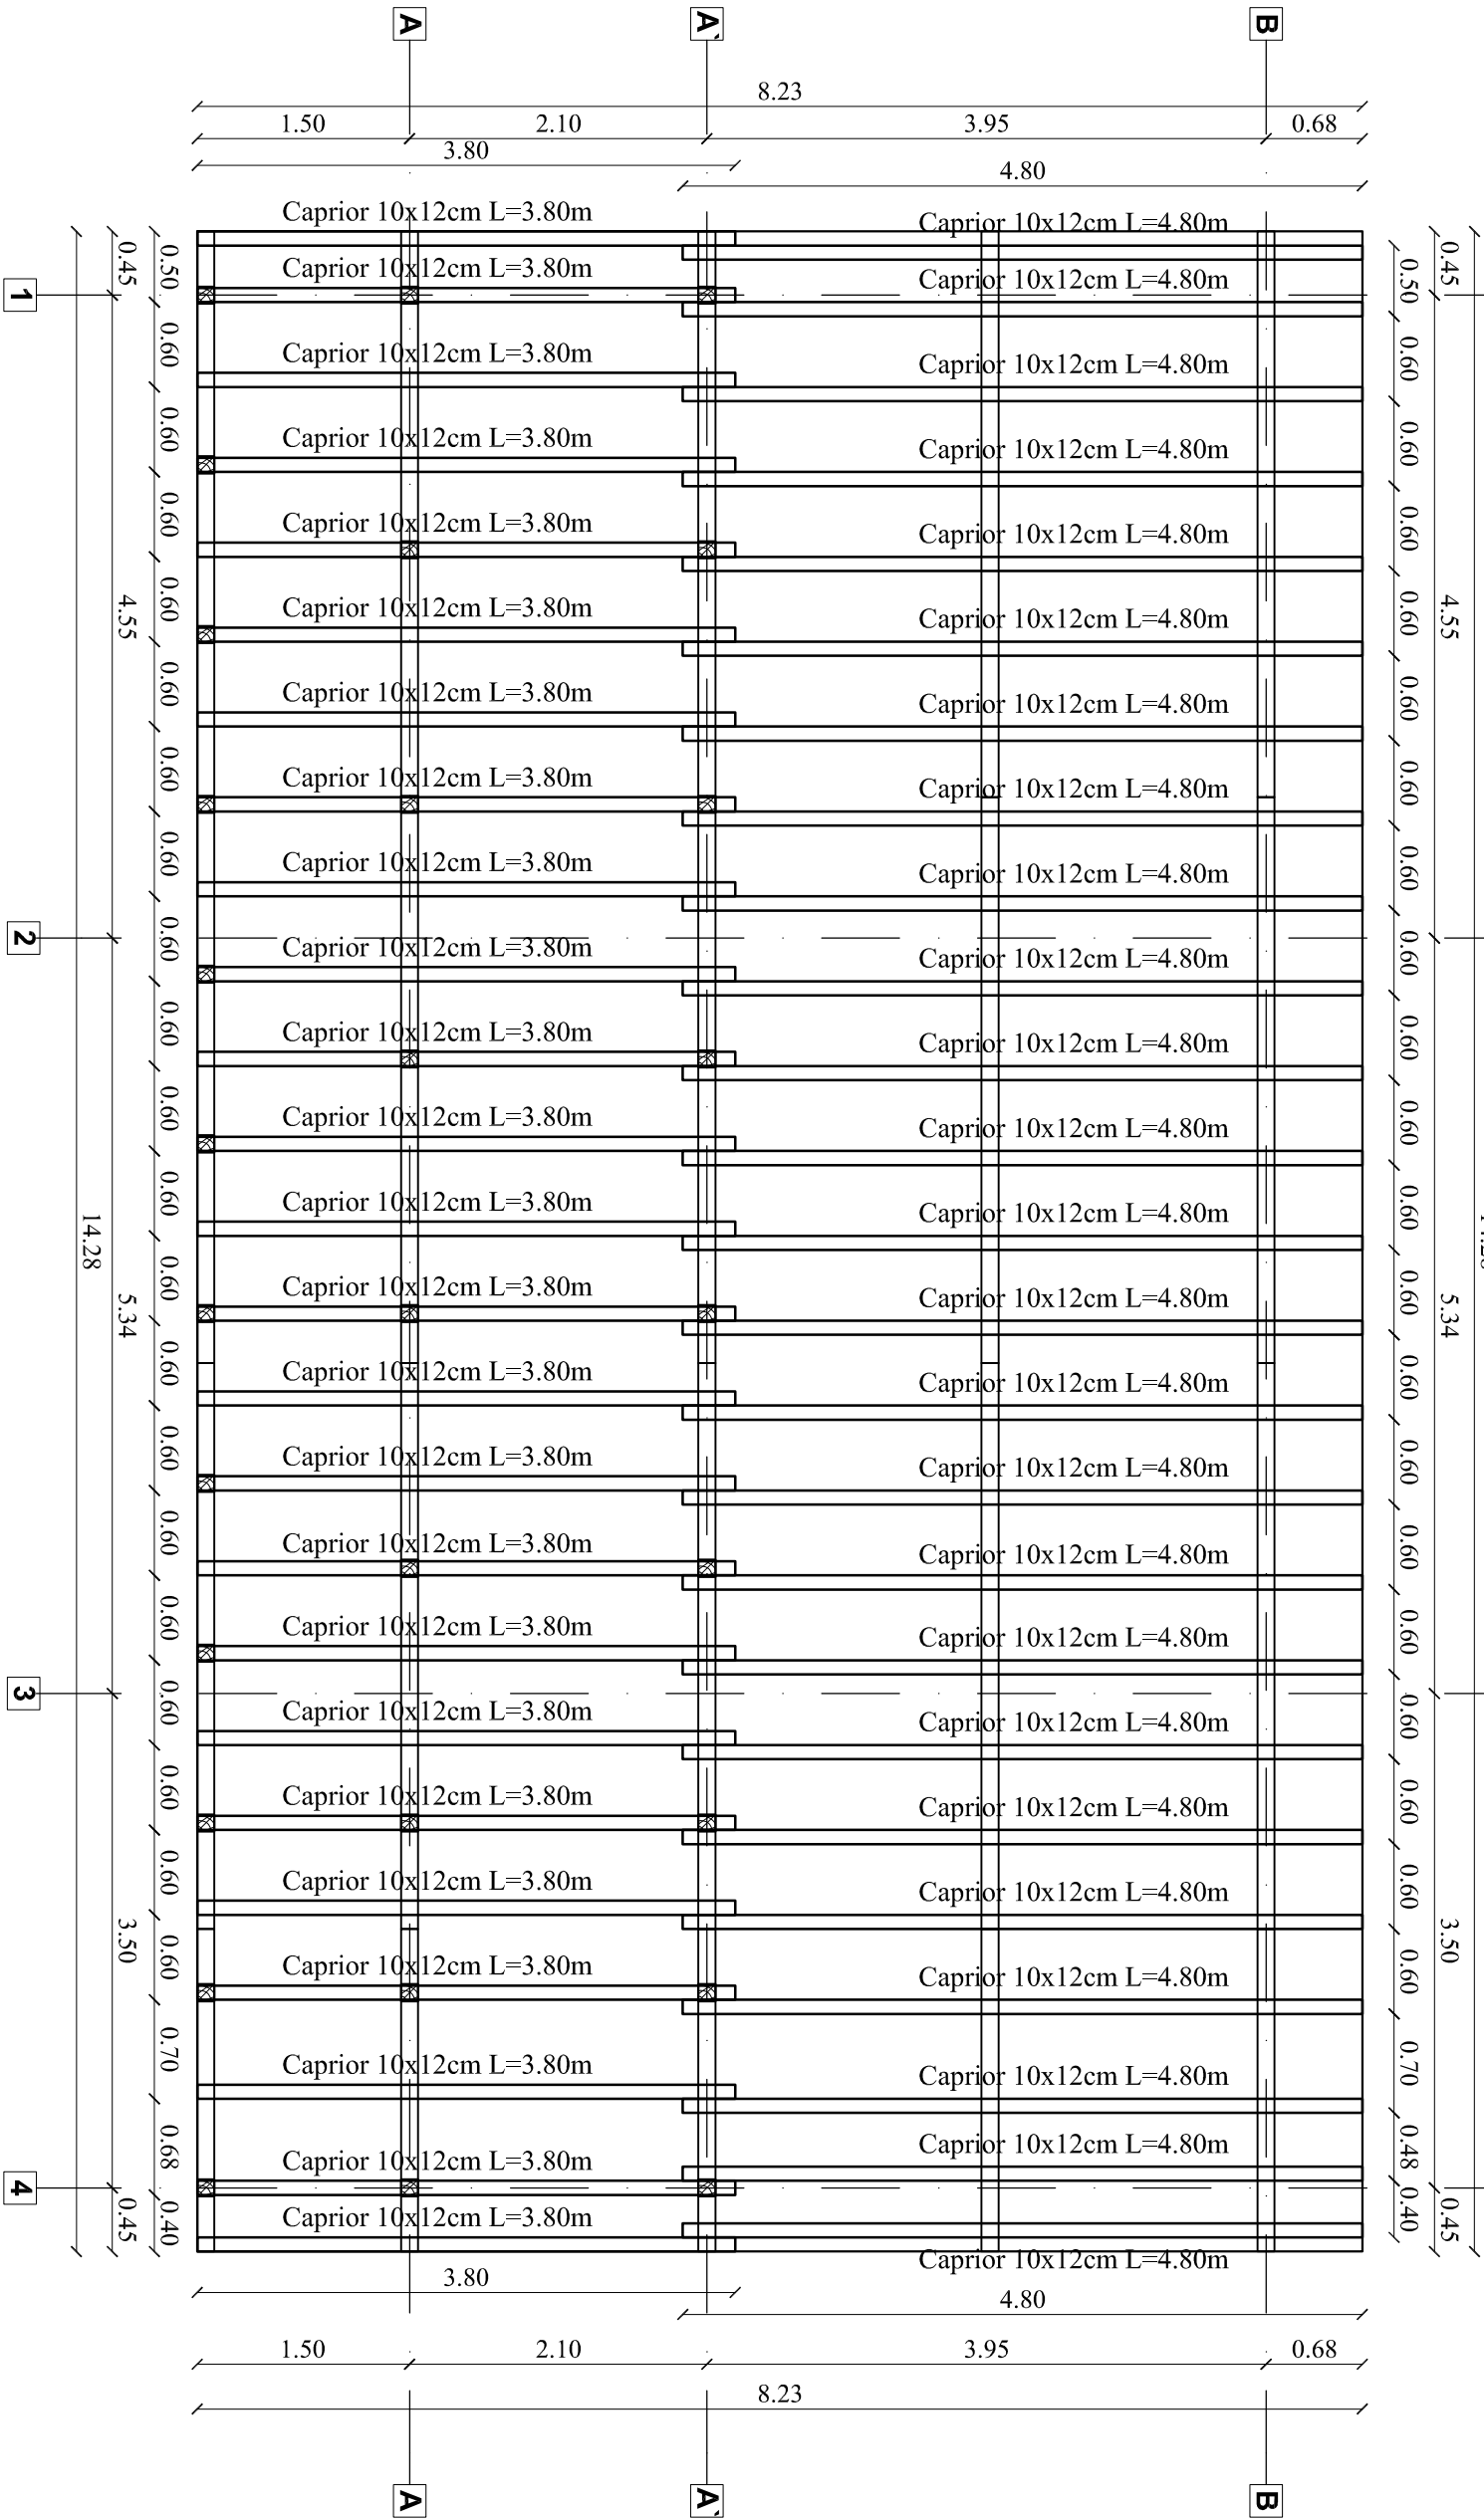 A A` B
8.23
1.50 2.10 3.95 0.68
3.80
4.80
Caprior 10x12cm L=3.80m
Caprior 10x12cm L=4.80m
0.45 0.50 0.50 0.45
Caprior 10x12cm L=3.80m
Caprior 10x12cm L=4.80m
1
0.60 0.60
Caprior 10x12cm L=3.80m
Caprior 10x12cm L=4.80m
0.60 0.60
Caprior 10x12cm L=3.80m
Caprior 10x12cm L=4.80m
0.60 0.60
Caprior 10x12cm L=3.80m
Caprior 10x12cm L=4.80m
0.60 0.60
Caprior 10x12cm L=3.80m
Caprior 10x12cm L=4.80m
4.55 4.55
0.60 0.60
Caprior 10x12cm L=3.80m
Caprior 10x12cm L=4.80m
0.60 0.60
Caprior 10x12cm L=3.80m
Caprior 10x12cm L=4.80m
0.60 0.60
Caprior 10x12cm L=3.80m
Caprior 10x12cm L=4.80m
2
0.60 0.60
Caprior 10x12cm L=3.80m
Caprior 10x12cm L=4.80m
0.60 0.60
Caprior 10x12cm L=3.80m
Caprior 10x12cm L=4.80m
0.60 0.60
Caprior 10x12cm L=3.80m
Caprior 10x12cm L=4.80m
0.60 0.60
Caprior 10x12cm L=3.80m
Caprior 10x12cm L=4.80m
14.28
0.60 0.60
Caprior 10x12cm L=3.80m
Caprior 10x12cm L=4.80m
5.34 5.34
0.60 0.60
Caprior 10x12cm L=3.80m
Caprior 10x12cm L=4.80m
0.60 0.60
Caprior 10x12cm L=3.80m
Caprior 10x12cm L=4.80m
0.60 0.60
Caprior 10x12cm L=3.80m
Caprior 10x12cm L=4.80m
0.60 0.60
Caprior 10x12cm L=3.80m
Caprior 10x12cm L=4.80m
3
0.60 0.60
Caprior 10x12cm L=3.80m
Caprior 10x12cm L=4.80m
0.60 0.60
Caprior 10x12cm L=3.80m
Caprior 10x12cm L=4.80m
0.60 0.60
Caprior 10x12cm L=3.80m
Caprior 10x12cm L=4.80m
3.50 3.50
0.60 0.60
Caprior 10x12cm L=3.80m
Caprior 10x12cm L=4.80m
0.70 0.70
Caprior 10x12cm L=3.80m
Caprior 10x12cm L=4.80m
0.68 0.48
Caprior 10x12cm L=4.80m
Caprior 10x12cm L=3.80m
4
0.45 0.40 0.40 0.45
Caprior 10x12cm L=3.80m
Caprior 10x12cm L=4.80m
3.80
4.80
1.50 2.10 3.95 0.68
8.23
A A` B